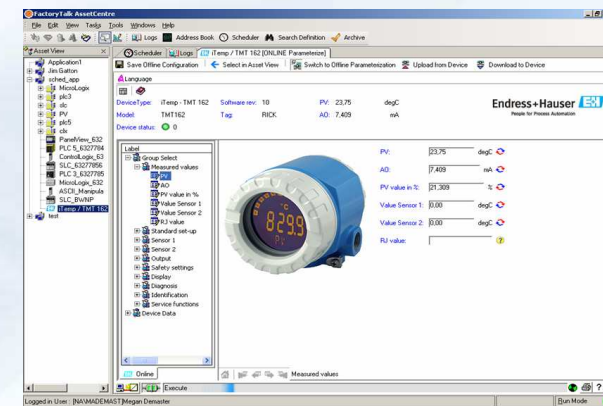 FactoryTalk AssetCentre
File Edit View Tasks Tools Windows Help
Logs Address Book Scheduler Search Definition Archive
Asset View
Scheduler Logs iTemp / TMT 162 [ONLINE Parameterize]
Save Offline Configuration Select in Asset View Switch to Offline Parameterization Upload from Device Download to Device
Language
DeviceType: iTemp - TMT 162 Software rev: 10 PV: 23,75 degC
Model: TMT162 Tag: RICK AO: 7,409 mA
Device status: 0
Endress+Hauser EH
People for Process Automation
Application1
Jim Gatton
sched_app
MicroLogix
plc3
slc
PV
plc5
clx
PanelView_632
PLC 5_6327784
ControlLogix_63
SLC_63277856
PLC 3_6327785
MicroLogix_632
ASCII_Manipula
SLC_BW/NP
iTemp / TMT 162
test
Label
Group Select
Measured values
PV
AO
PV value in %
Value Sensor 1
Value Sensor 2
RJ value
Standard set-up
Sensor 1
Sensor 2
Output
Safety settings
Display
Diagnosis
Identification
Service functions
Device Data
°C
829.9
PV
PV: 23,75 degC
AO: 7,409 mA
PV value in %: 21,309 %
Value Sensor 1: 0,00 degC
Value Sensor 2: 0,00 degC
RJ value: ?
Online
Measured values
Execute
?
Logged in User: [NA\MADEMAST]Megan Demaster
Run Mode